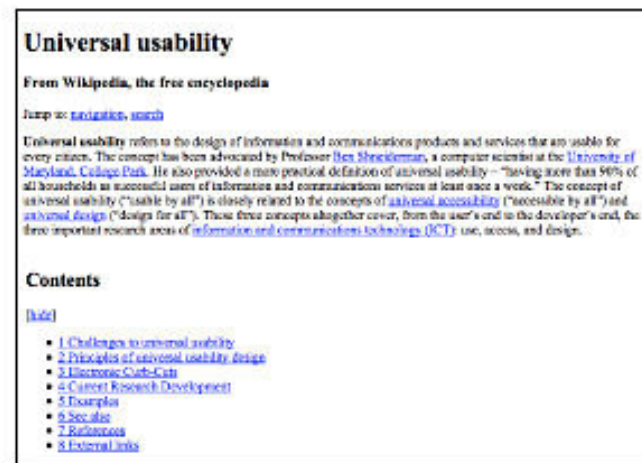 Universal usability
From Wikipedia, the free encyclopedia
Jump to: navigation, search
Universal usability refers to the design of information and communications products and services that are usable for
every citizen. The concept has been advocated by Professor Ben Shneiderman, a computer scientist at the University of
Maryland, College Park. He also provided a more practical definition of universal usability – "having more than 90% of
all households as successful users of information and communications services at least once a week." The concept of
universal usability ("usable by all") is closely related to the concepts of universal accessibility ("accessible by all") and
universal design ("design for all"). These three concepts altogether cover, from the user's end to the developer's end, the
three important research areas of information and communications technology (ICT): use, access, and design.
Contents
[hide]
1 Challenges to universal usability
2 Principles of universal usability design
3 Electronic Curb-Cuts
4 Current Research Development
5 Examples
6 See also
7 References
8 External links